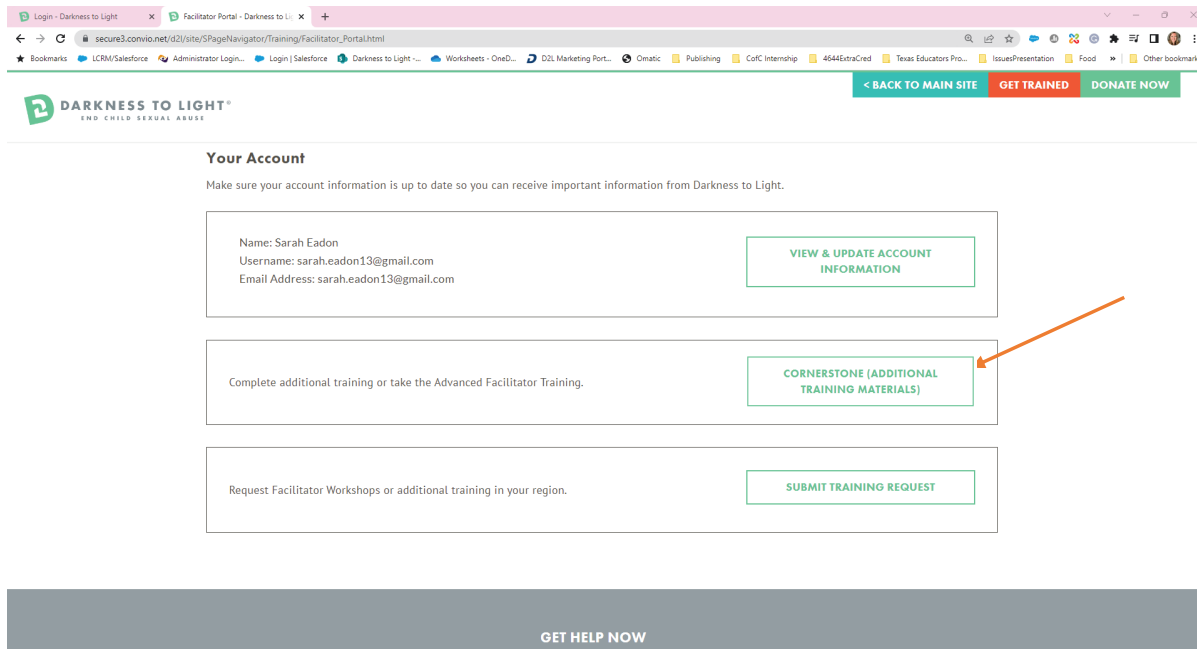 Login - Darkness to Light
Facilitator Portal - Darkness to Li
secure3.convio.net/d2l/site/SPageNavigator/Training/Facilitator_Portal.html
Bookmarks LCRM/Salesforce Administrator Login... Login | Salesforce Darkness to Light -... Worksheets - OneD... D2L Marketing Port... Omatic Publishing CofC Internship 4644ExtraCred Texas Educators Pro... IssuesPresentation Food » Other bookmark
< BACK TO MAIN SITE GET TRAINED DONATE NOW
DARKNESS TO LIGHT®
END CHILD SEXUAL ABUSE
Your Account
Make sure your account information is up to date so you can receive important information from Darkness to Light.
Name: Sarah Eadon
Username: sarah.eadon13@gmail.com
Email Address: sarah.eadon13@gmail.com
VIEW & UPDATE ACCOUNT
INFORMATION
Complete additional training or take the Advanced Facilitator Training.
CORNERSTONE (ADDITIONAL
TRAINING MATERIALS)
Request Facilitator Workshops or additional training in your region.
SUBMIT TRAINING REQUEST
GET HELP NOW